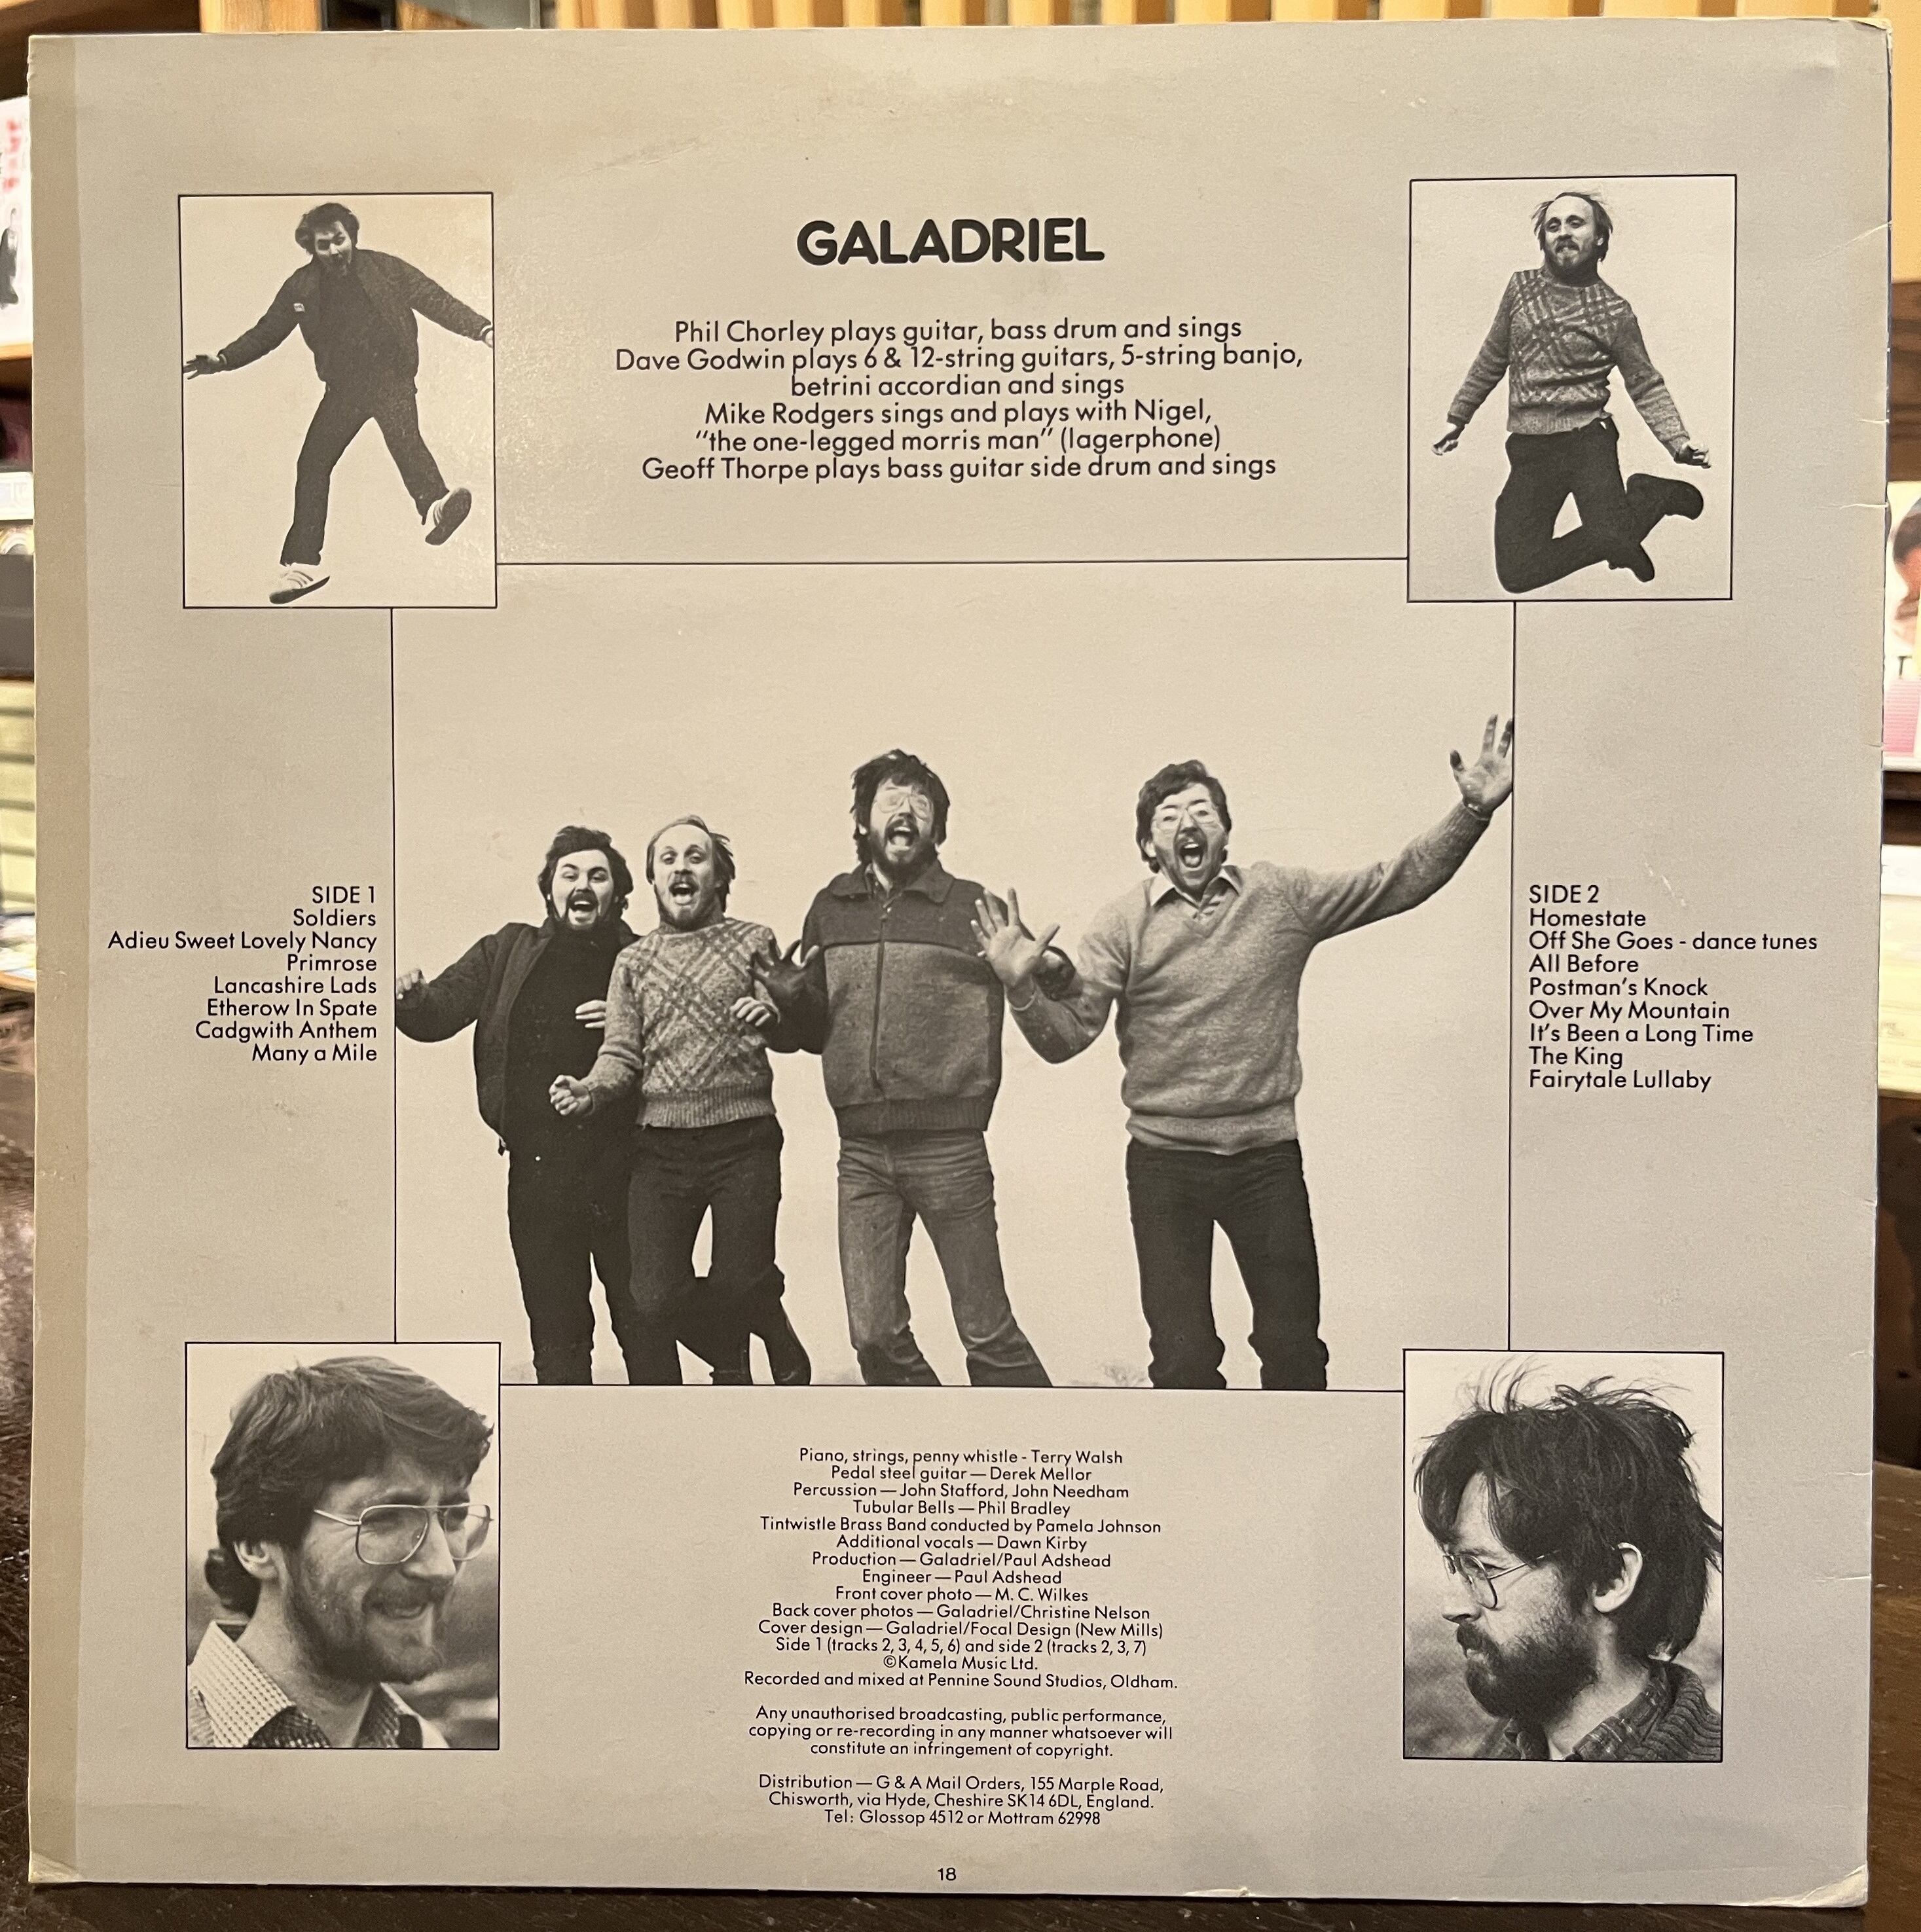 GALADRIEL
Phil Chorley plays guitar, bass drum and sings
Dave Godwin plays 6 & 12-string guitars, 5-string banjo,
betrini accordian and sings
Mike Rodgers sings and plays with Nigel,
"the one-legged morris man" (lagerphone)
Geoff Thorpe plays bass guitar side drum and sings
SIDE 1
Soldiers
Adieu Sweet Lovely Nancy
Primrose
Lancashire Lads
Etherow In Spate
Cadgwith Anthem
Many a Mile
SIDE 2
Homestate
Off She Goes - dance tunes
All Before
Postman's Knock
Over My Mountain
It's Been a Long Time
The King
Fairytale Lullaby
Piano, strings, penny whistle - Terry Walsh
Pedal steel guitar — Derek Mellor
Percussion — John Stafford, John Needham
Tubular Bells — Phil Bradley
Tintwistle Brass Band conducted by Pamela Johnson
Additional vocals — Dawn Kirby
Production — Galadriel/Paul Adshead
Engineer — Paul Adshead
Front cover photo — M. C. Wilkes
Back cover photos — Galadriel/Christine Nelson
Cover design — Galadriel/Focal Design (New Mills)
Side 1 (tracks 2, 3, 4, 5, 6) and side 2 (tracks 2, 3, 7)
©Kamela Music Ltd.
Recorded and mixed at Pennine Sound Studios, Oldham.
Any unauthorised broadcasting, public performance,
copying or re-recording in any manner whatsoever will
constitute an infringement of copyright.
Distribution — G & A Mail Orders, 155 Marple Road,
Chisworth, via Hyde, Cheshire SK14 6DL, England.
Tel: Glossop 4512 or Mottram 62998
18